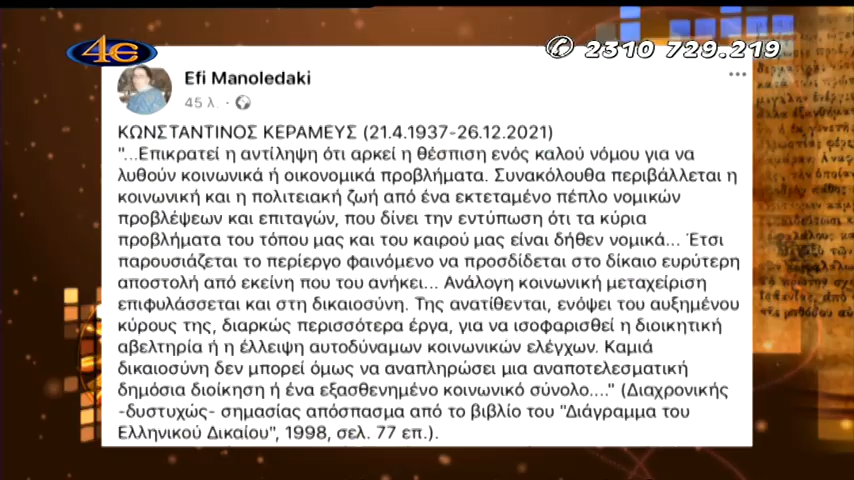 4ε
2310 729.219
Efi Manoledaki
45 λ. ·
ΚΩΝΣΤΑΝΤΙΝΟΣ ΚΕΡΑΜΕΥΣ (21.4.1937-26.12.2021)
"...Επικρατεί η αντίληψη ότι αρκεί η θέσπιση ενός καλού νόμου για να
λυθούν κοινωνικά ή οικονομικά προβλήματα. Συνακόλουθα περιβάλλεται η
κοινωνική και η πολιτειακή ζωή από ένα εκτεταμένο πέπλο νομικών
προβλέψεων και επιταγών, που δίνει την εντύπωση ότι τα κύρια
προβλήματα του τόπου μας και του καιρού μας είναι δήθεν νομικά... Έτσι
παρουσιάζεται το περίεργο φαινόμενο να προσδίδεται στο δίκαιο ευρύτερη
αποστολή από εκείνη που του ανήκει... Ανάλογη κοινωνική μεταχείριση
επιφυλάσσεται και στη δικαιοσύνη. Της ανατίθενται, ενόψει του αυξημένου
κύρους της, διαρκώς περισσότερα έργα, για να ισοφαρισθεί η διοικητική
αβελτηρία ή η έλλειψη αυτοδύναμων κοινωνικών ελέγχων. Καμιά
δικαιοσύνη δεν μπορεί όμως να αναπληρώσει μια αναποτελεσματική
δημόσια διοίκηση ή ένα εξασθενημένο κοινωνικό σύνολο...." (Διαχρονικής
-δυστυχώς- σημασίας απόσπασμα από το βιβλίο του "Διάγραμμα του
Ελληνικού Δικαίου", 1998, σελ. 77 επ.).